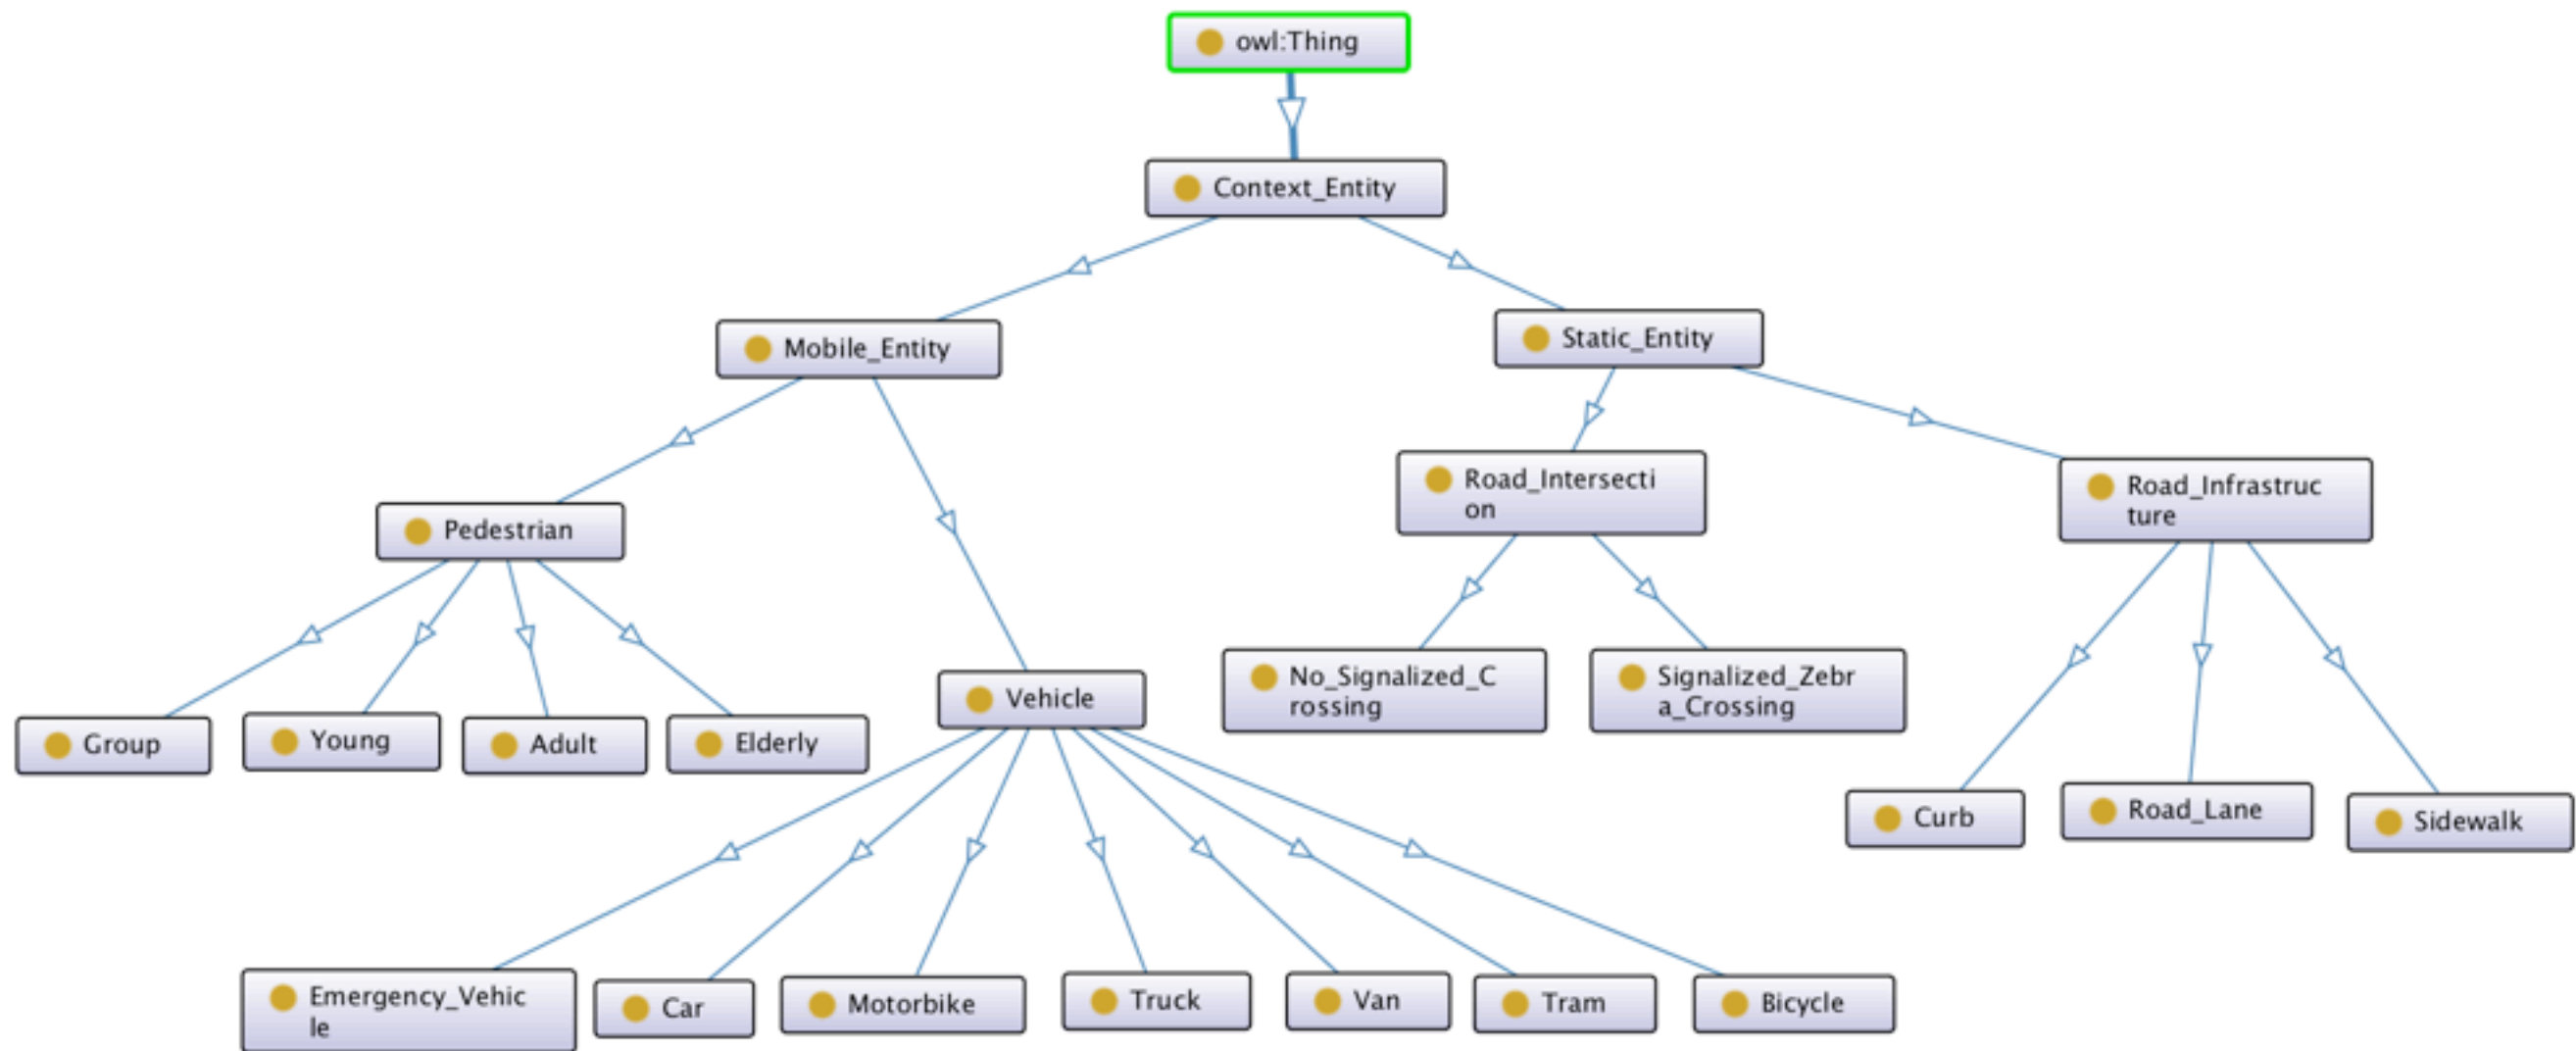 owl:Thing
Context_Entity
Mobile_Entity
Static_Entity
Road_Intersecti
on
Road_Infrastruc
ture
Pedestrian
Vehicle
No_Signalized_C
rossing
Signalized_Zebr
a_Crossing
Group
Young
Adult
Elderly
Curb
Road_Lane
Sidewalk
Emergency_Vehic
le
Car
Motorbike
Truck
Van
Tram
Bicycle